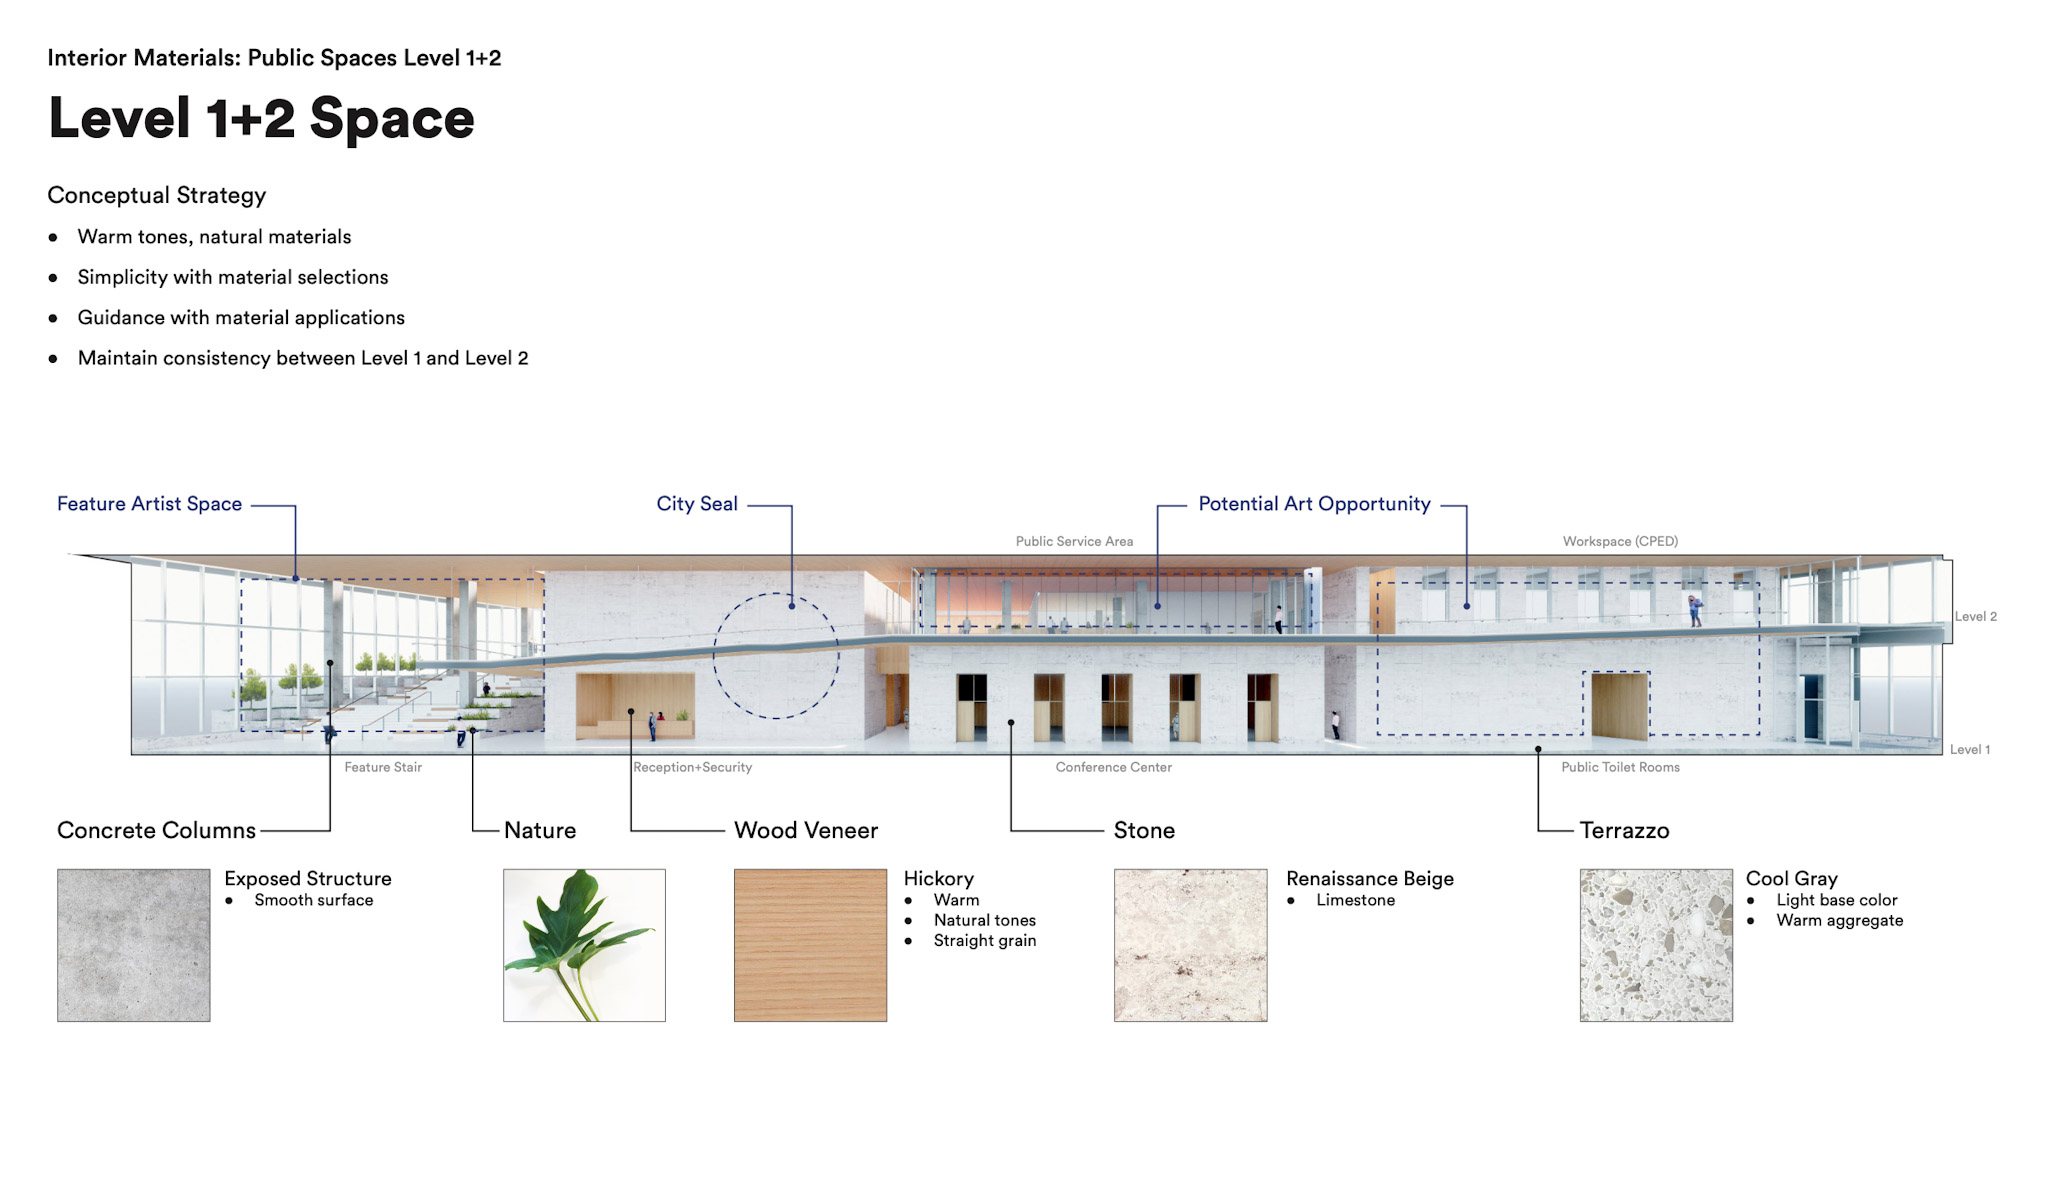 Interior Materials: Public Spaces Level 1+2
Level 1+2 Space
Conceptual Strategy
• Warm tones, natural materials
• Simplicity with material selections
• Guidance with material applications
• Maintain consistency between Level 1 and Level 2
Feature Artist Space
City Seal
Potential Art Opportunity
Public Service Area
Workspace (CPED)
Level 2
Level 1
Feature Stair
Reception+Security
Conference Center
Public Toilet Rooms
Concrete Columns
Nature
Wood Veneer
Stone
Terrazzo
Exposed Structure
• Smooth surface
Hickory
• Warm
• Natural tones
• Straight grain
Renaissance Beige
• Limestone
Cool Gray
• Light base color
• Warm aggregate